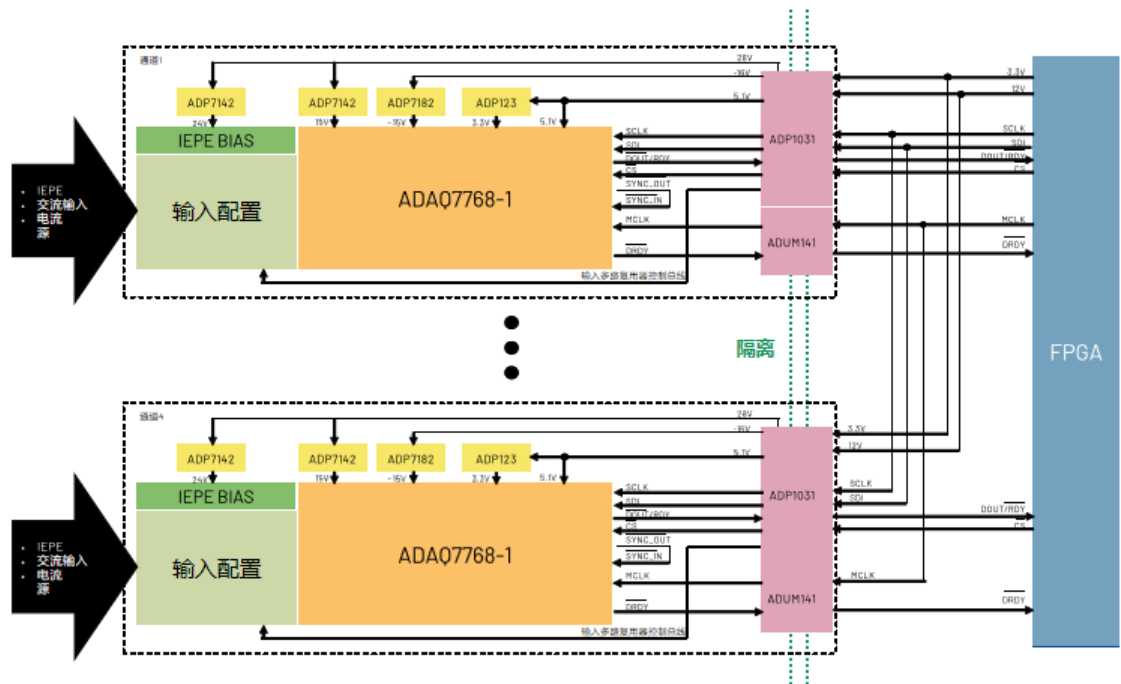 通道1
28V
-16V
5.1V
ADP7142
ADP7142
ADP7182
ADP123
24V
15V
-15V
3.3V
5.1V
IEPE BIAS
输入配置
ADAQ7768-1
• IEPE
• 交流输入
• 电流
源
SCLK
SDI
DOUT/RDY
CS
SYNC_OUT
SYNC_IN
MCLK
DRDY
输入多路复用器控制总线
ADP1031
ADUM141
3.3V
12V
SCLK
SDI
DOUT/RDY
CS
MCLK
DRDY
隔离
FPGA
通道4
28V
-16V
5.1V
ADP7142
ADP7142
ADP7182
ADP123
24V
15V
-15V
3.3V
5.1V
IEPE BIAS
输入配置
ADAQ7768-1
• IEPE
• 交流输入
• 电流
源
SCLK
SDI
DOUT/RDY
CS
SYNC_OUT
SYNC_IN
MCLK
DRDY
输入多路复用器控制总线
ADP1031
ADUM141
3.3V
12V
SCLK
SDI
DOUT/RDY
CS
MCLK
DRDY